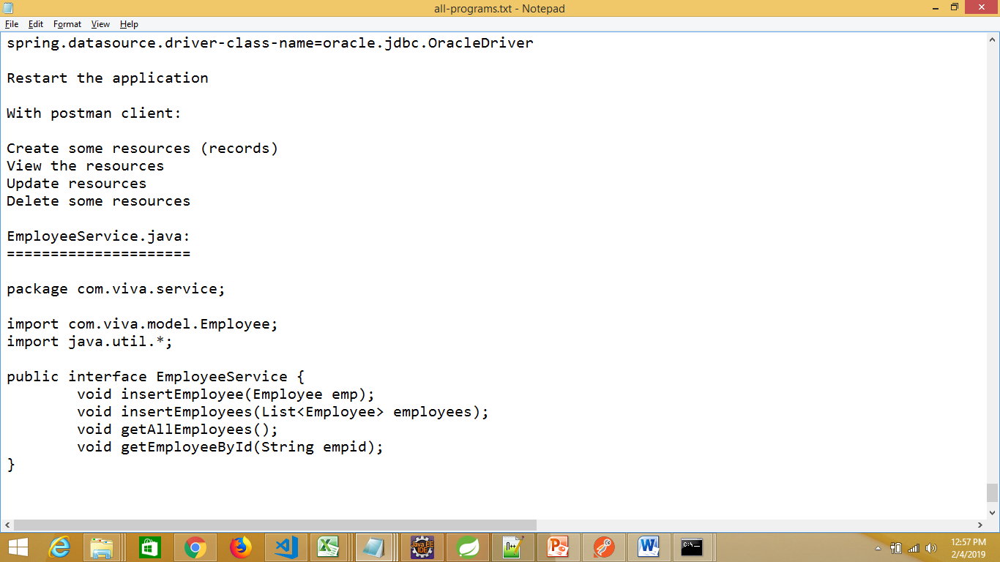 all-programs.txt - Notepad
File Edit Format View Help
spring.datasource.driver-class-name=oracle.jdbc.OracleDriver
Restart the application
With postman client:
Create some resources (records)
View the resources
Update resources
Delete some resources
EmployeeService.java:
=====================
package com.viva.service;
import com.viva.model.Employee;
import java.util.*;
public interface EmployeeService {
void insertEmployee(Employee emp);
void insertEmployees(List<Employee> employees);
void getAllEmployees();
void getEmployeeById(String empid);
}
Java EE
IDE
12:57 PM
2/4/2019